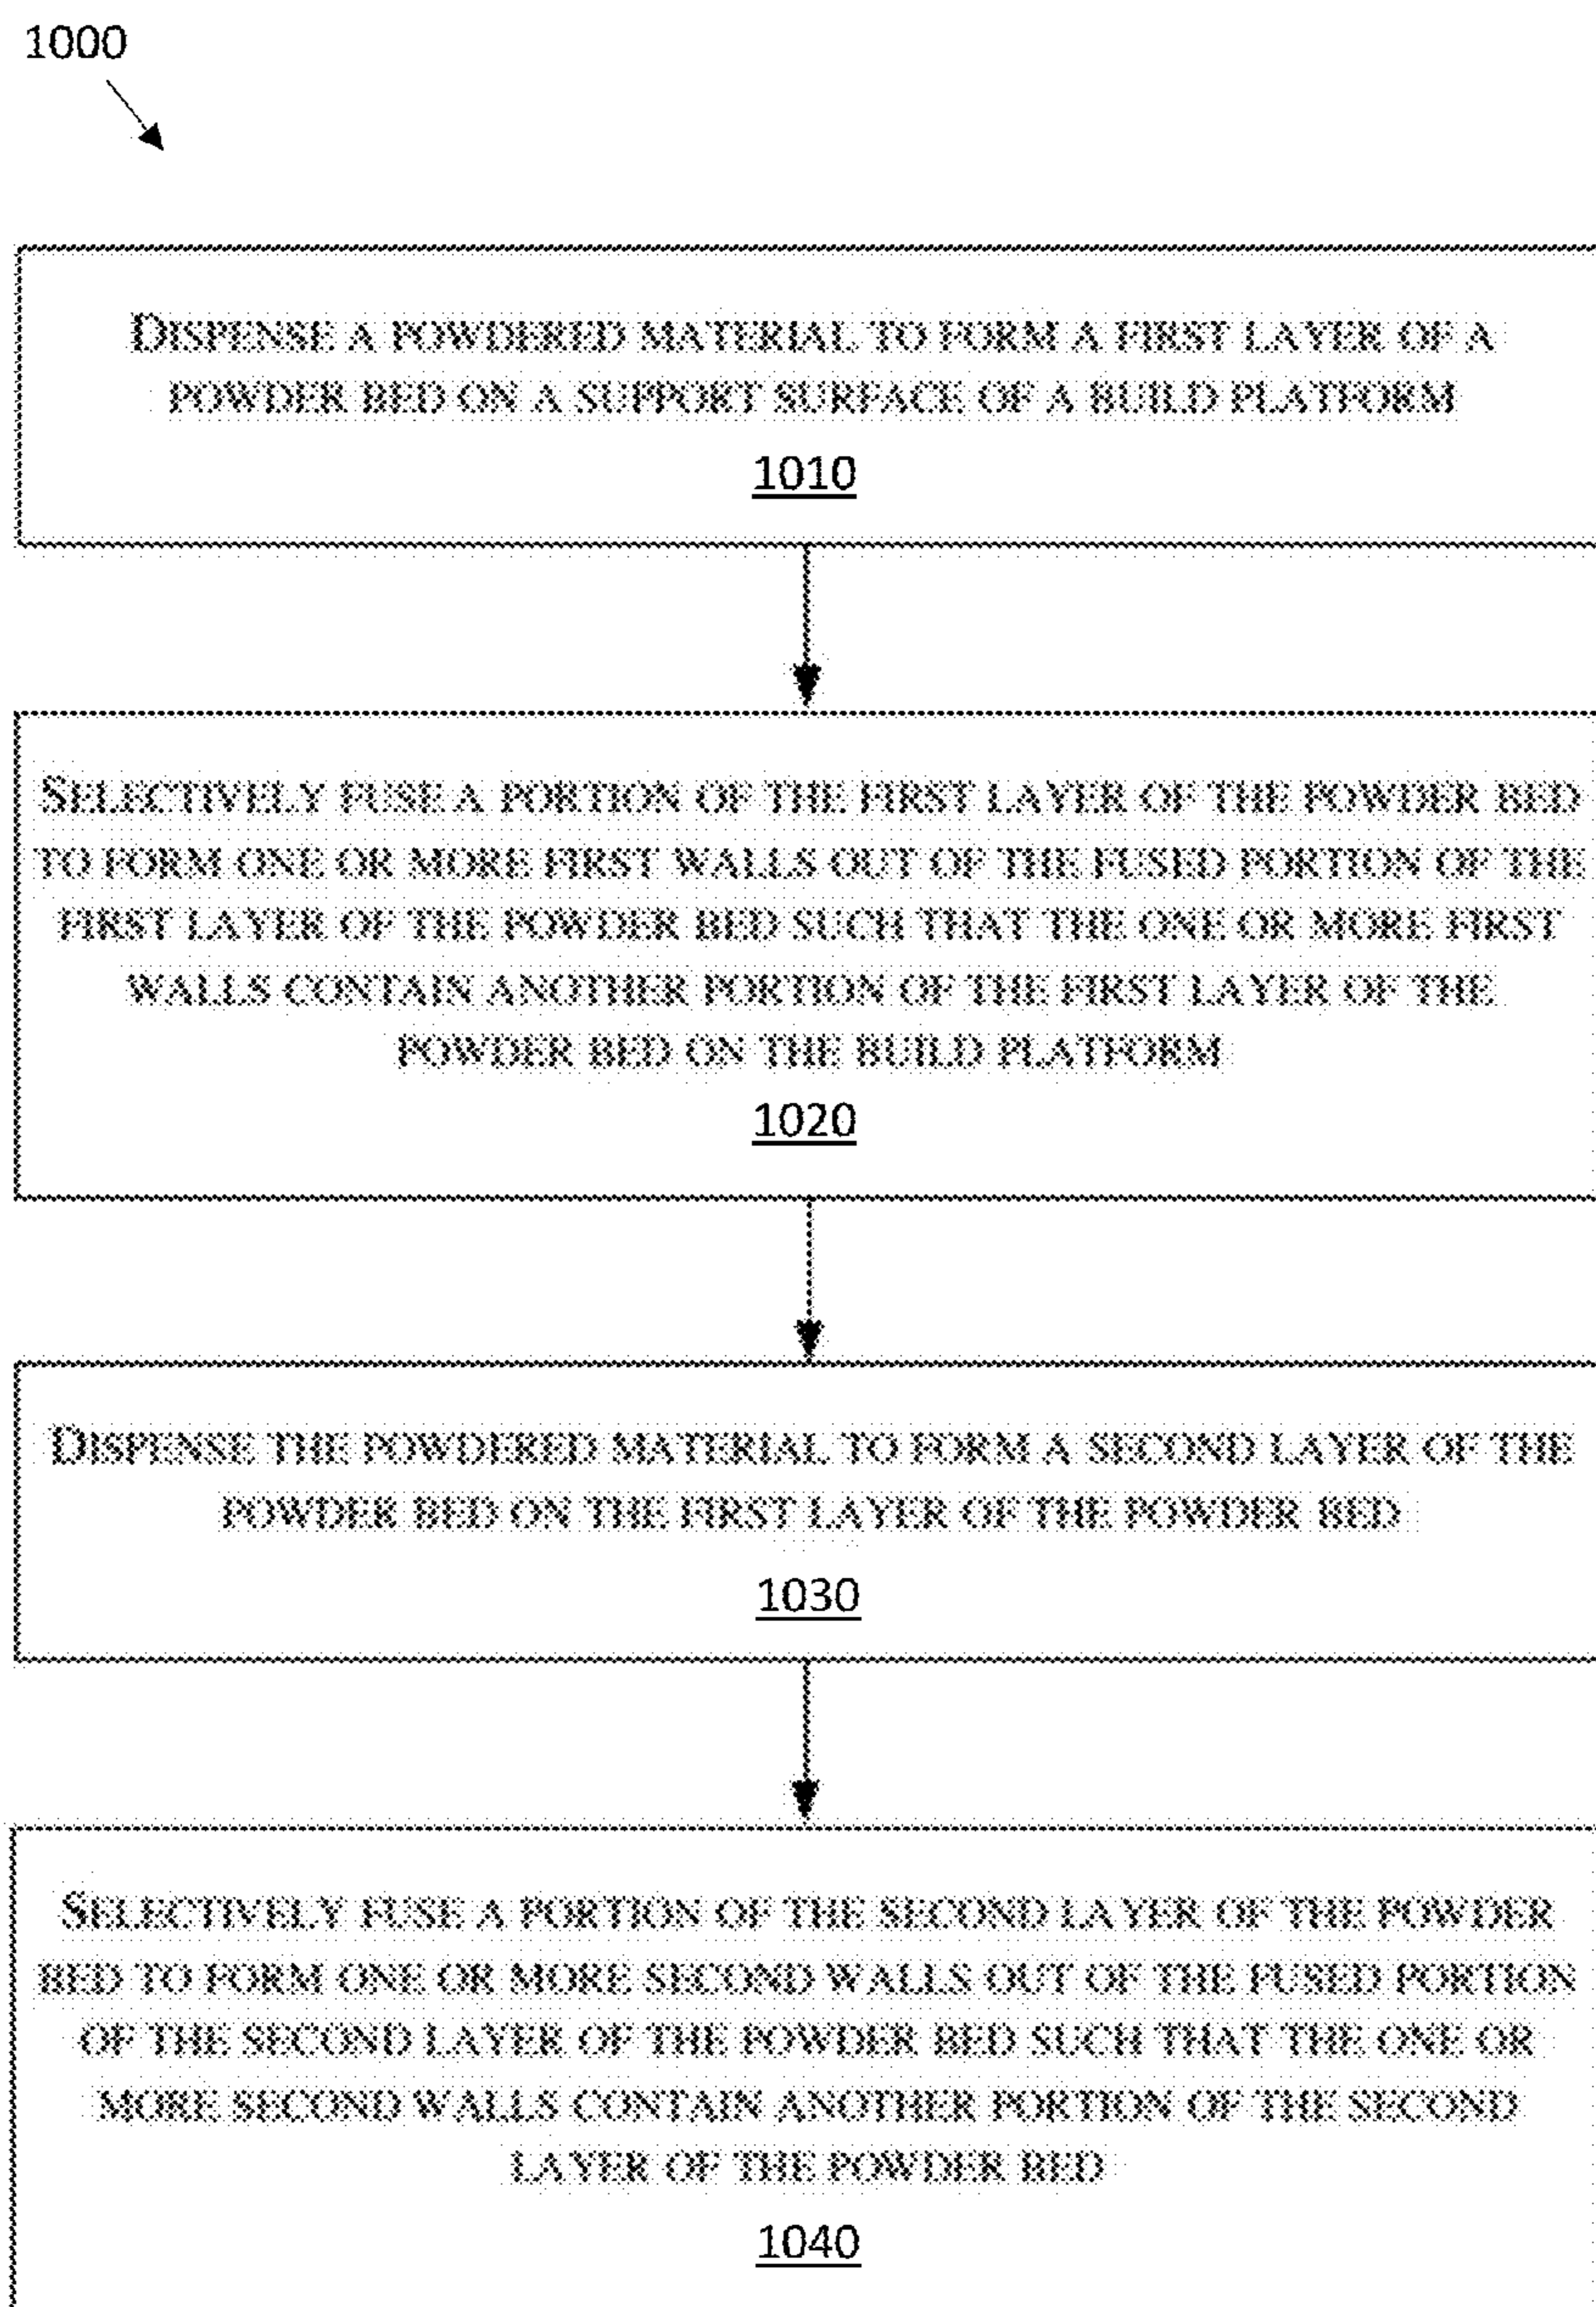 1000
DISPENSE A POWDERED MATERIAL TO FORM A FIRST LAYER OF A
POWDER BED ON A SUPPORT SURFACE OF A BUILD PLATFORM
1010
SELECTIVELY FUSE A PORTION OF THE FIRST LAYER OF THE POWDER BED
TO FORM ONE OR MORE FIRST WALLS OUT OF THE FUSED PORTION OF THE
FIRST LAYER OF THE POWDER BED SUCH THAT THE ONE OR MORE FIRST
WALLS CONTAIN ANOTHER PORTION OF THE FIRST LAYER OF THE
POWDER BED ON THE BUILD PLATFORM
1020
DISPENSE THE POWDERED MATERIAL TO FORM A SECOND LAYER OF THE
POWDER BED ON THE FIRST LAYER OF THE POWDER BED
1030
SELECTIVELY FUSE A PORTION OF THE SECOND LAYER OF THE POWDER
BED TO FORM ONE OR MORE SECOND WALLS OUT OF THE FUSED PORTION
OF THE SECOND LAYER OF THE POWDER BED SUCH THAT THE ONE OR
MORE SECOND WALLS CONTAIN ANOTHER PORTION OF THE SECOND
LAYER OF THE POWDER BED
1040